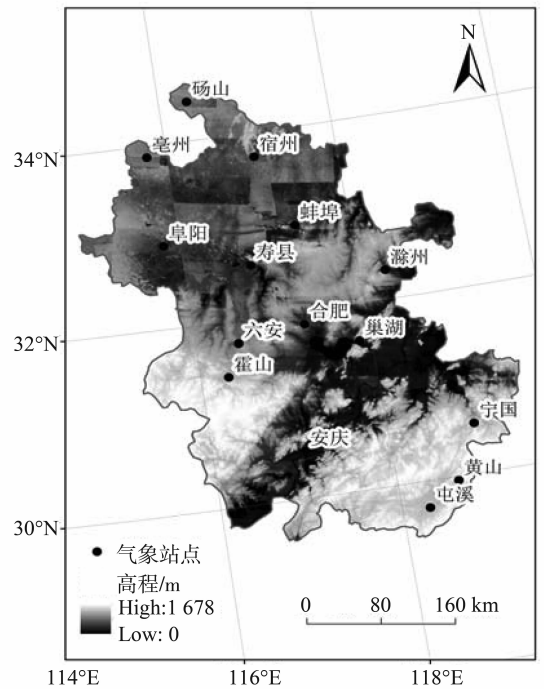 N
砀山
亳州
宿州
34°N
蚌埠
阜阳
寿县
滁州
合肥
六安
巢湖
32°N
霍山
宁国
安庆
黄山
屯溪
30°N
气象站点
高程/m
High:1 678
Low: 0
0 80 160 km
114°E 116°E 118°E